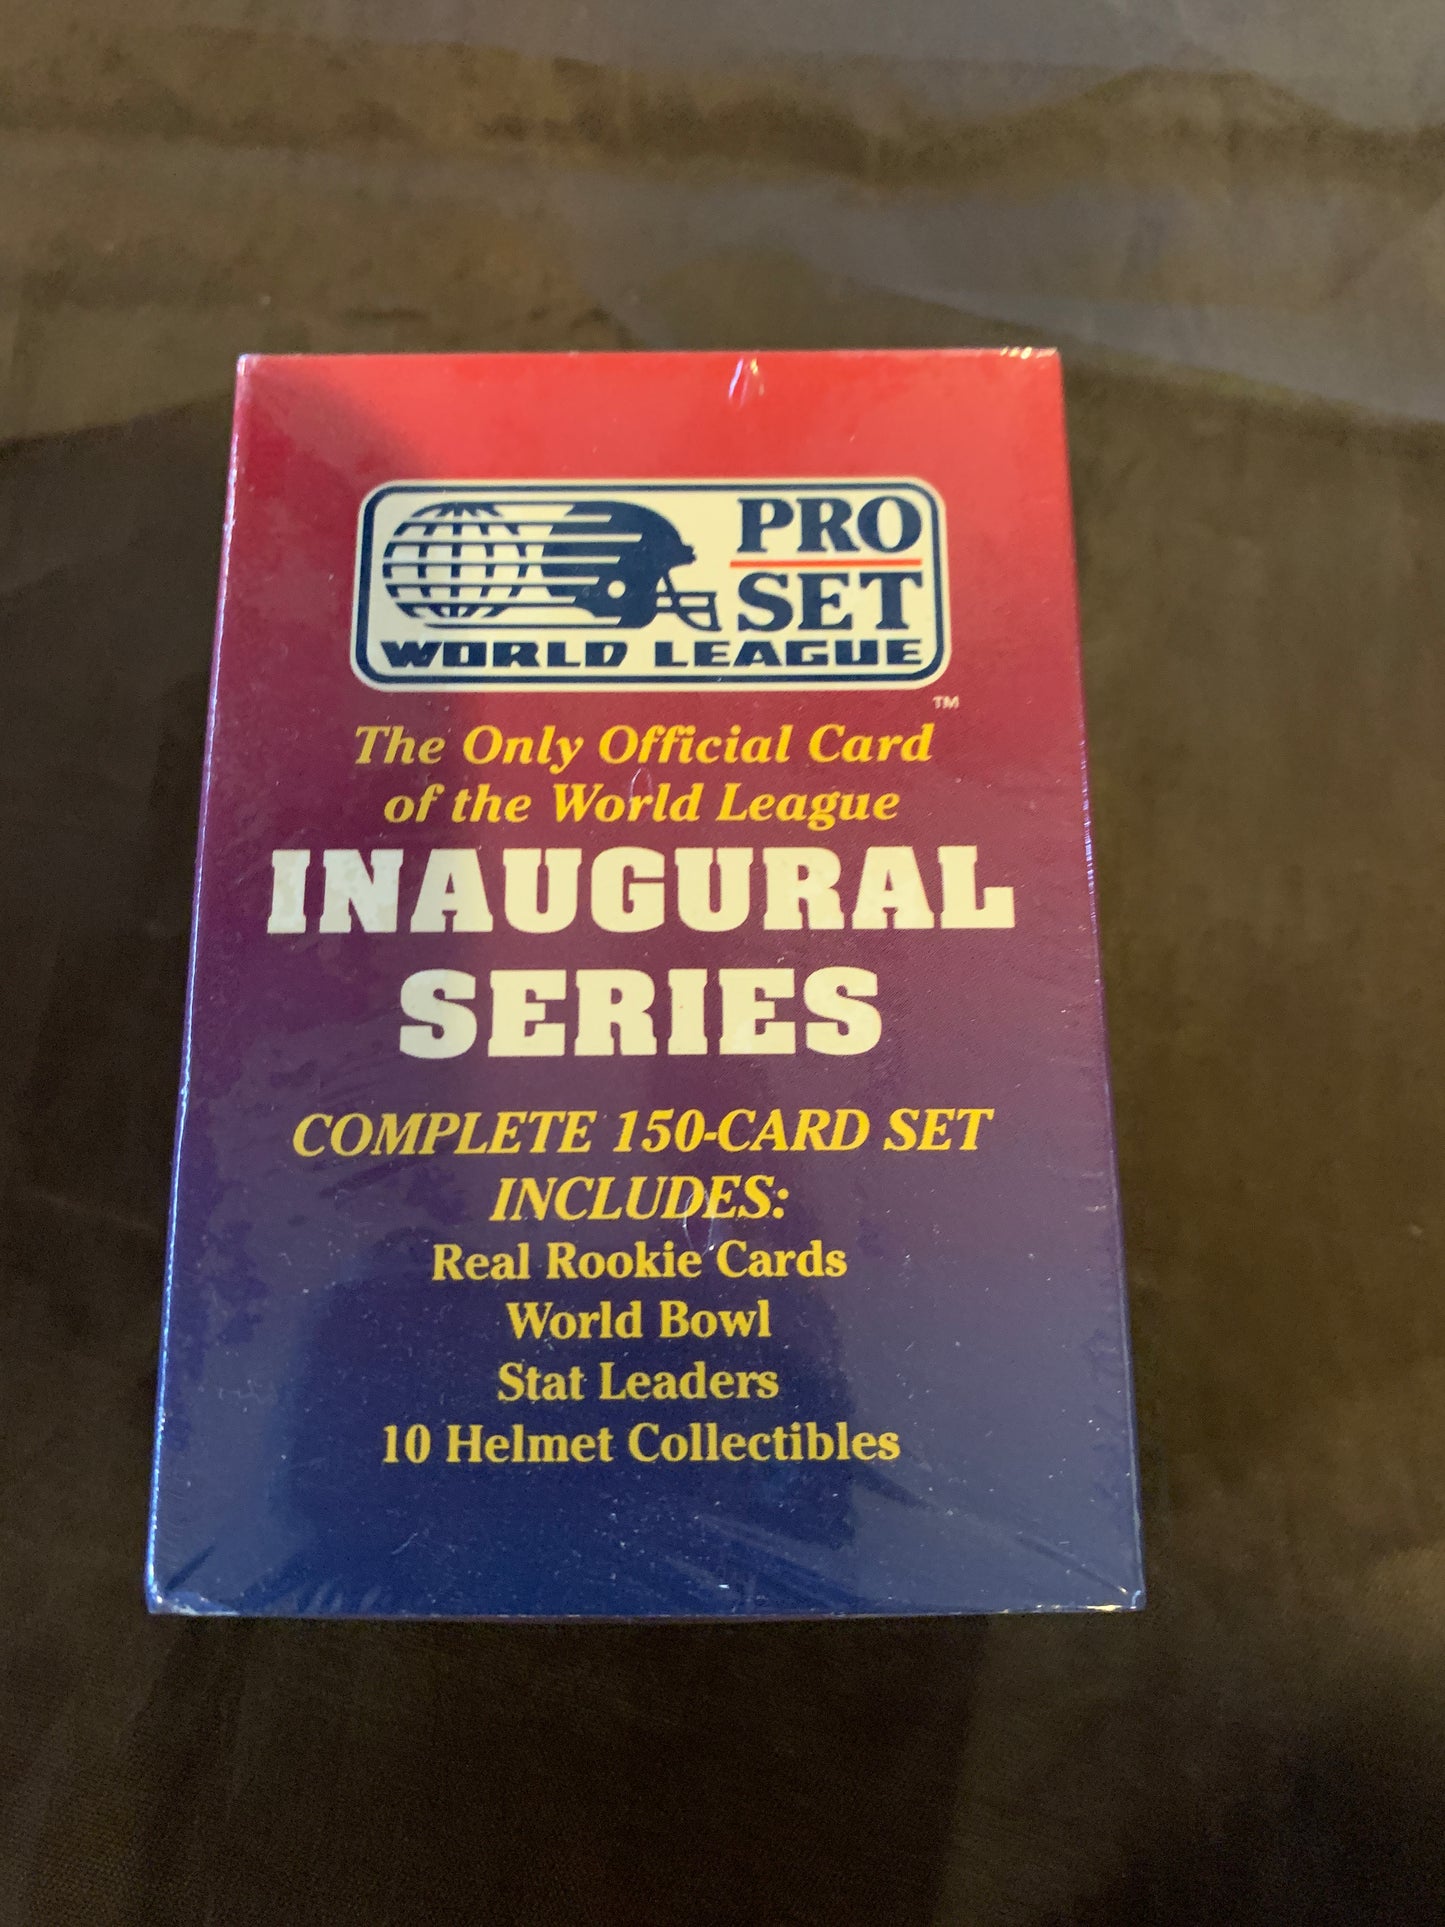 PRO
SET
WORLD LEAGUE
TM
The Only Official Card
of the World League
INAUGURAL
SERIES
COMPLETE 150-CARD SET
INCLUDES:
Real Rookie Cards
World Bowl
Stat Leaders
10 Helmet Collectibles